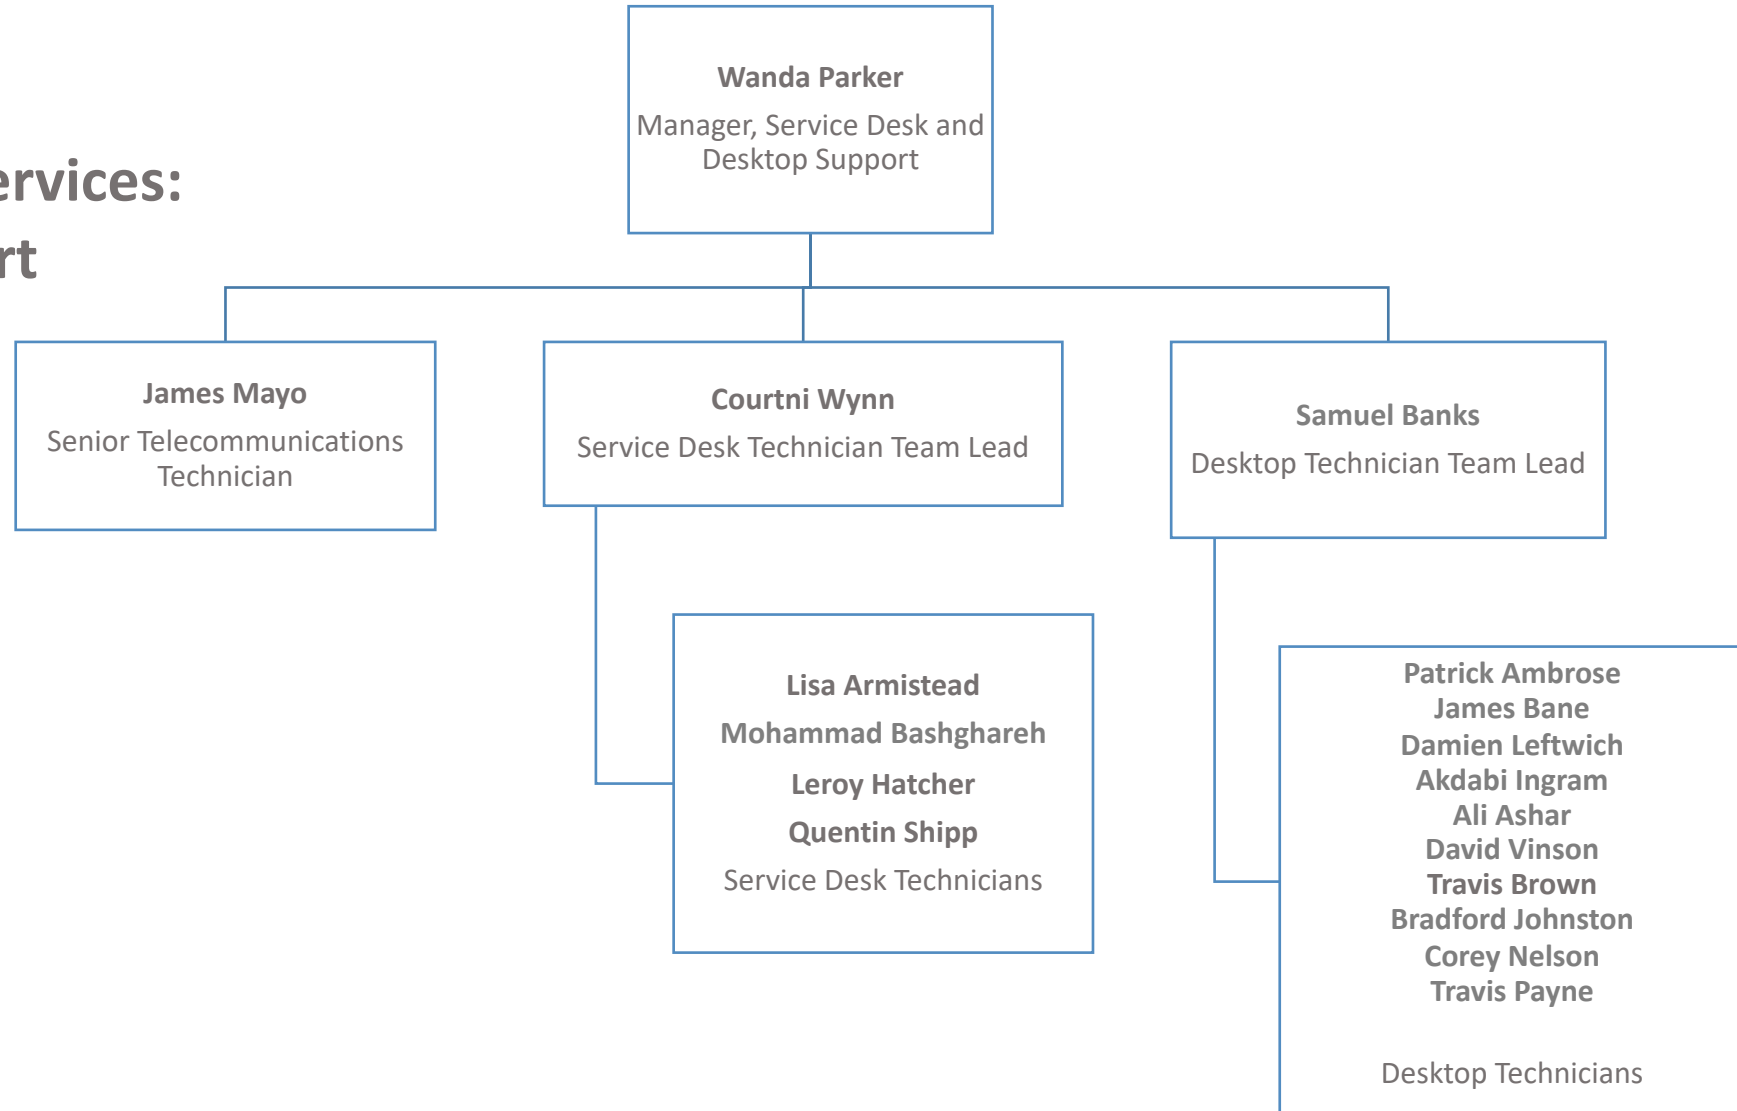 Wanda Parker
Manager, Service Desk and
Desktop Support
ervices:
rt
James Mayo
Senior Telecommunications
Technician
Courtni Wynn
Service Desk Technician Team Lead
Samuel Banks
Desktop Technician Team Lead
Lisa Armistead
Mohammad Bashghareh
Leroy Hatcher
Quentin Shipp
Service Desk Technicians
Patrick Ambrose
James Bane
Damien Leftwich
Akdabi Ingram
Ali Ashar
David Vinson
Travis Brown
Bradford Johnston
Corey Nelson
Travis Payne
Desktop Technicians